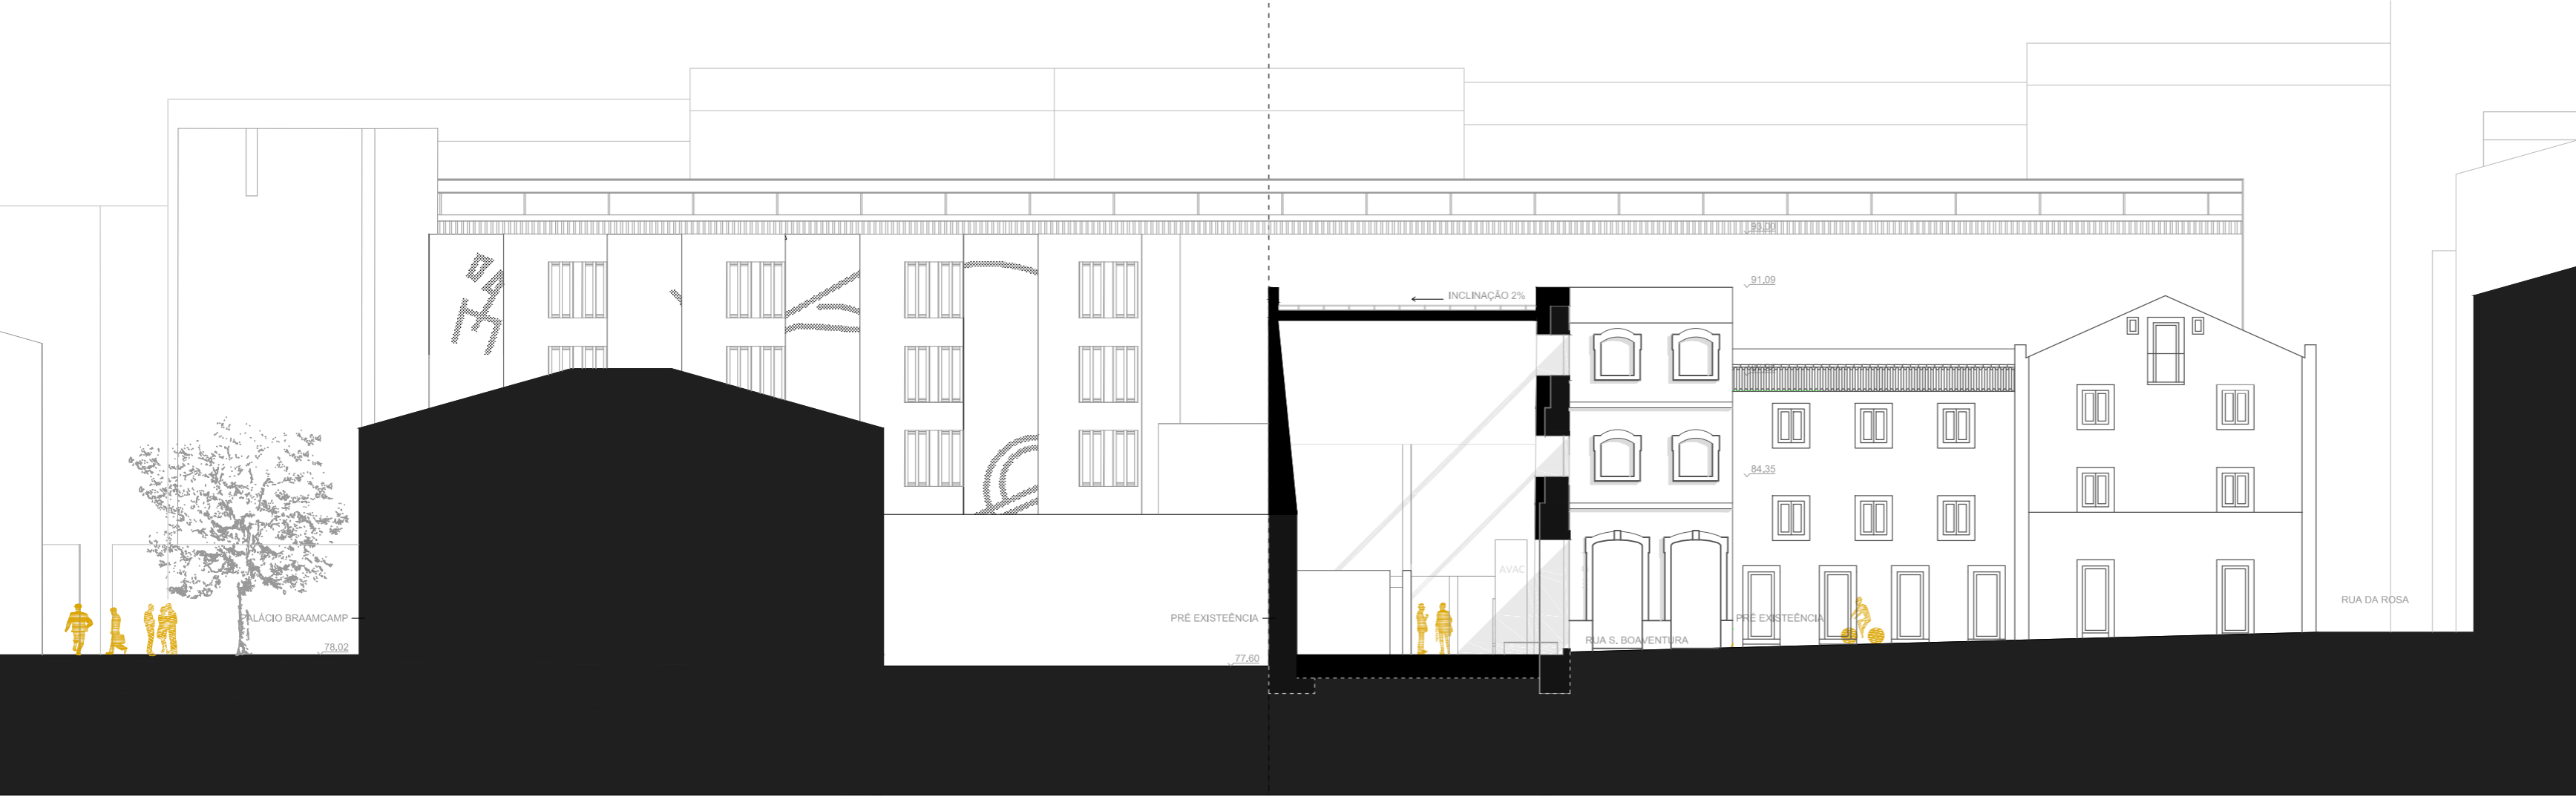 93,00
91,09
INCLINAÇÃO 2%
84,35
AVAC
RUA DA ROSA
PALÁCIO BRAAMCAMP
PRÉ EXISTEÊNCIA
PRÉ EXISTEÊNCIA
RUA S. BOAVENTURA
78,02
77,60